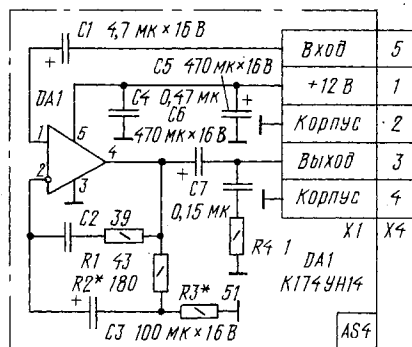 C1 4,7 мк×16 В
Вход 5
C5 470 мк×16 В
+12 В 1
DA1
C4 0,47 мк
+
Корпус 2
C6
470 мк×16 В
1
5
4
2
3
Выход 3
+
C7
0,15 мк
Корпус 4
C2 39
R4 1
X1 X4
R1 43
DA1
К174УН14
R2* 180
+
R3* 51
C3 100 мк×16 В
AS4